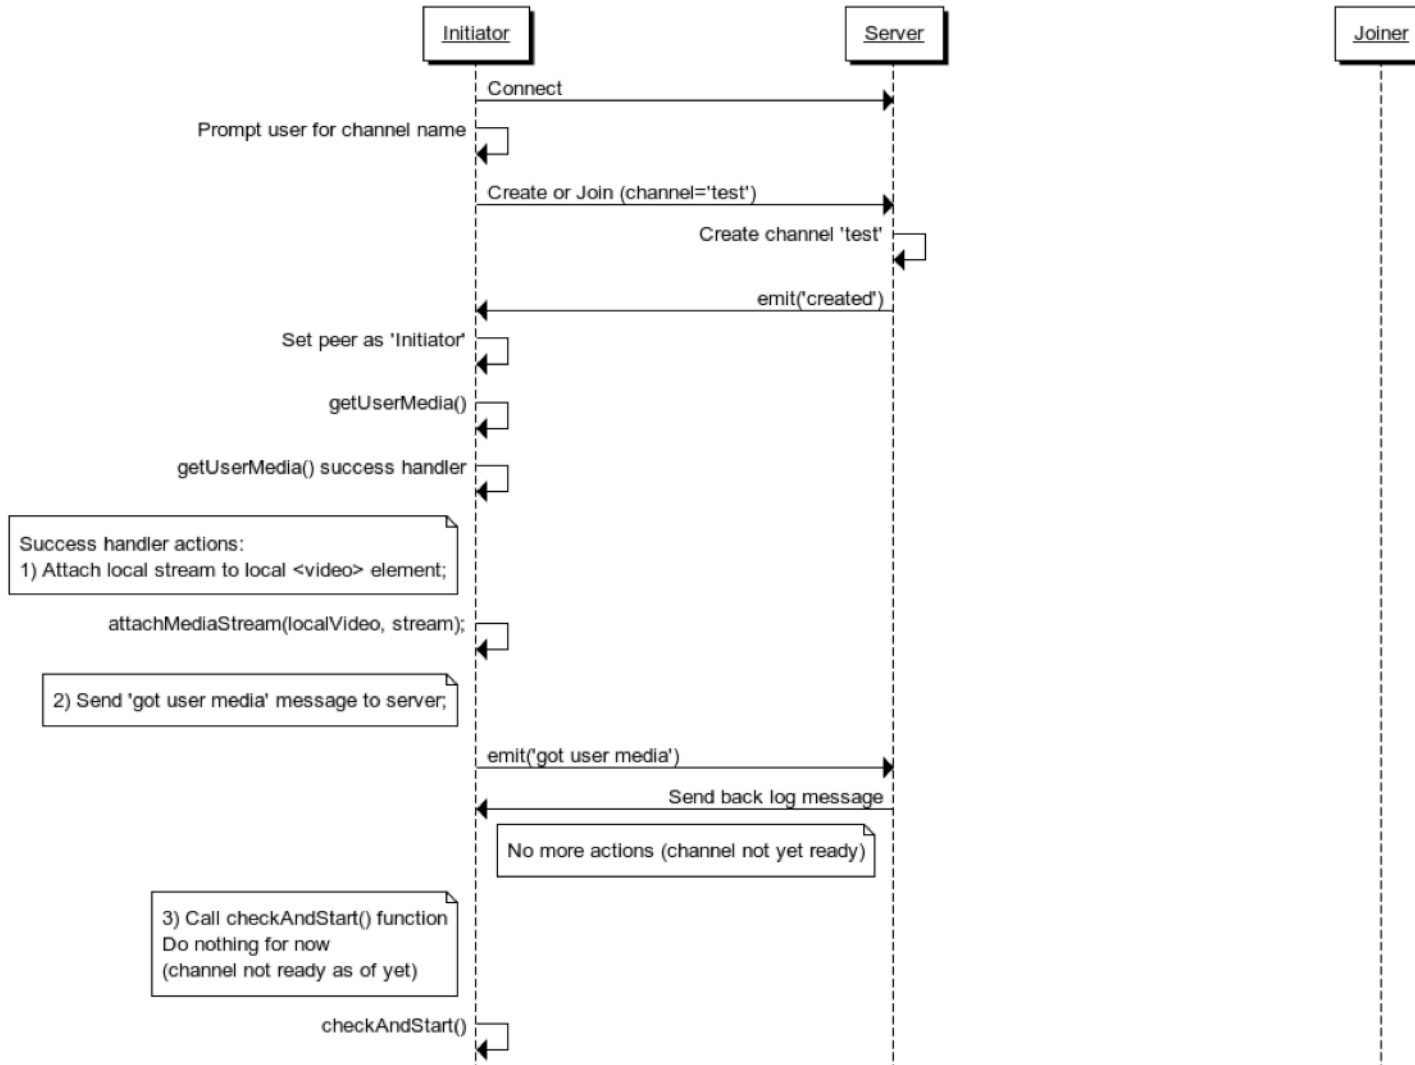 Initiator
Server
Joiner
Connect
Prompt user for channel name
Create or Join (channel='test')
Create channel 'test'
emit('created')
Set peer as 'Initiator'
getUserMedia()
getUserMedia() success handler
Success handler actions:
1) Attach local stream to local <video> element;
attachMediaStream(localVideo, stream);
2) Send 'got user media' message to server;
emit('got user media')
Send back log message
No more actions (channel not yet ready)
3) Call checkAndStart() function
Do nothing for now
(channel not ready as of yet)
checkAndStart()